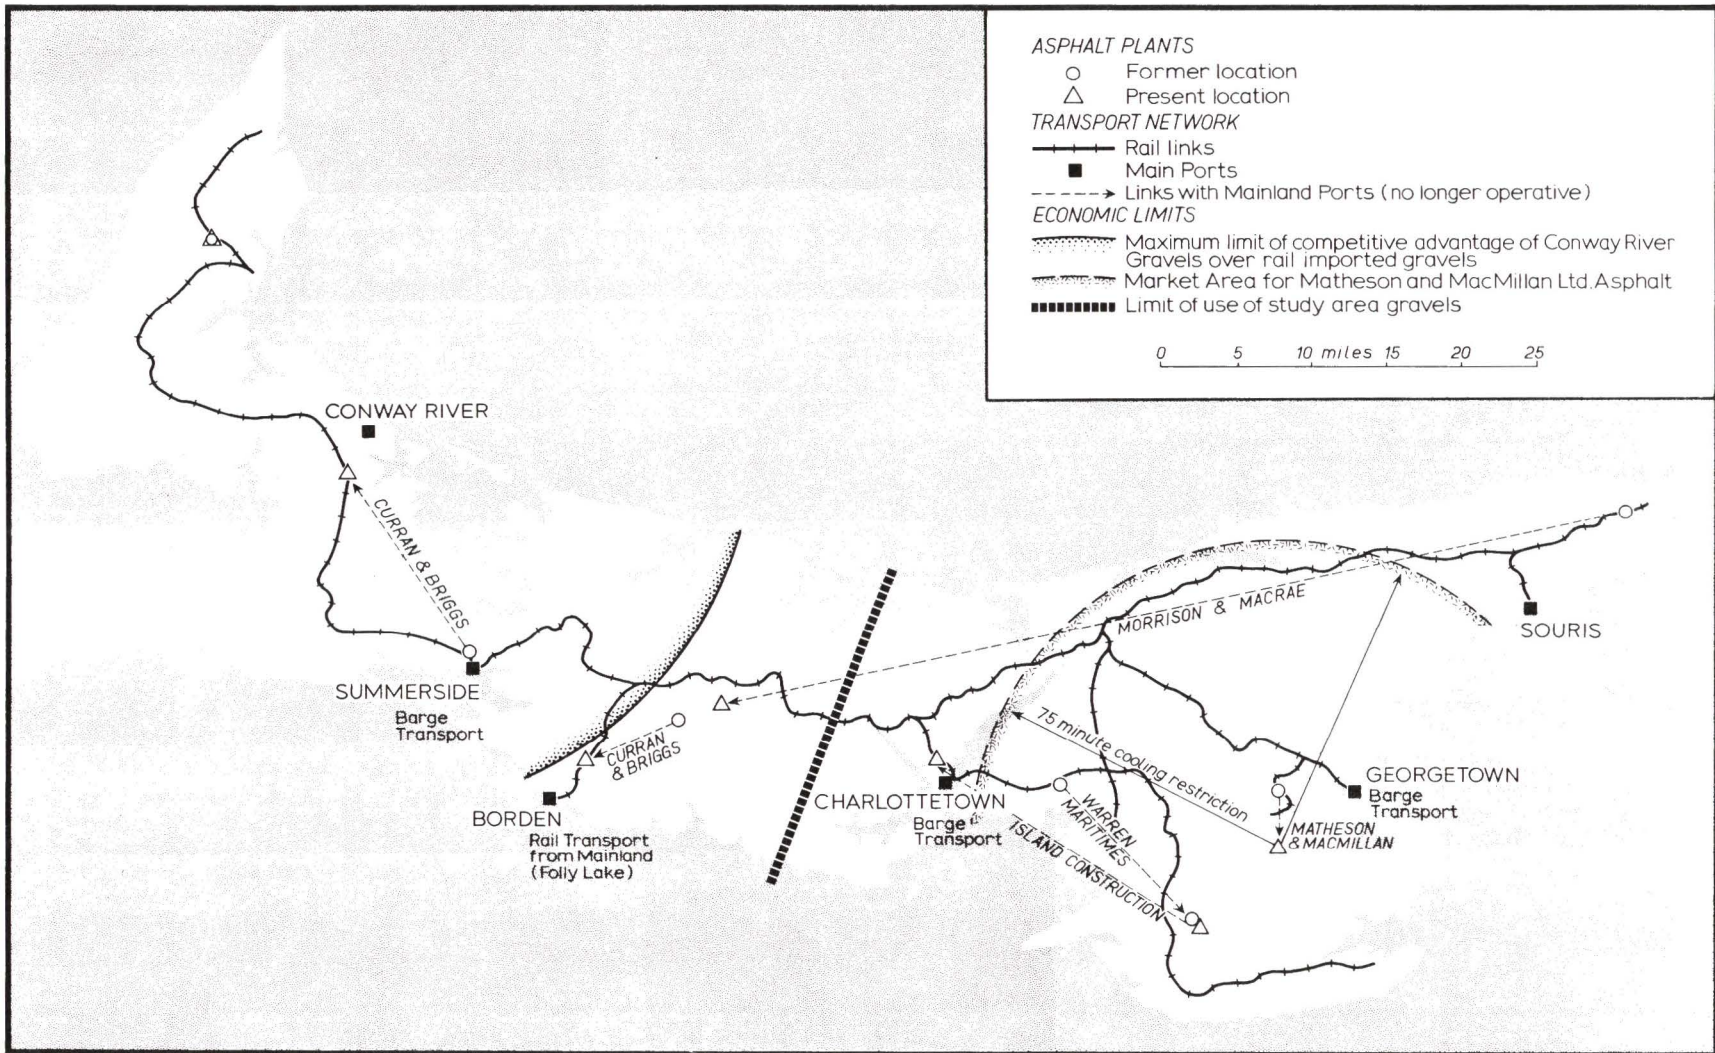 ASPHALT PLANTS
Former location
Present location
TRANSPORT NETWORK
Rail links
Main Ports
Links with Mainland Ports (no longer operative)
ECONOMIC LIMITS
Maximum limit of competitive advantage of Conway River
Gravels over rail imported gravels
Market Area for Matheson and MacMillan Ltd. Asphalt
Limit of use of study area gravels
0 5 10 miles 15 20 25
CONWAY RIVER
CURRAN & BRIGGS
SUMMERSIDE
Barge
Transport
CURRAN
& BRIGGS
BORDEN
Rail Transport
from Mainland
(Folly Lake)
MORRISON & MACRAE
SOURIS
75 minute cooling restriction
CHARLOTTETOWN
Barge
Transport
WARREN
MARITIMES
ISLAND CONSTRUCTION
GEORGETOWN
Barge
Transport
MATHESON
& MACMILLAN